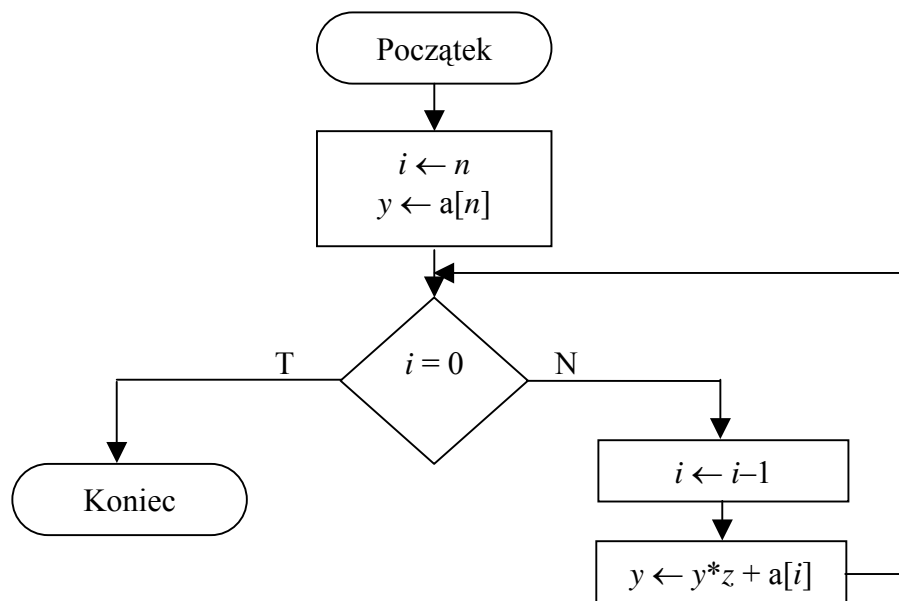 Początek
i ← n
y ← a[n]
i = 0
T
N
i ← i–1
Koniec
y ← y*z + a[i]